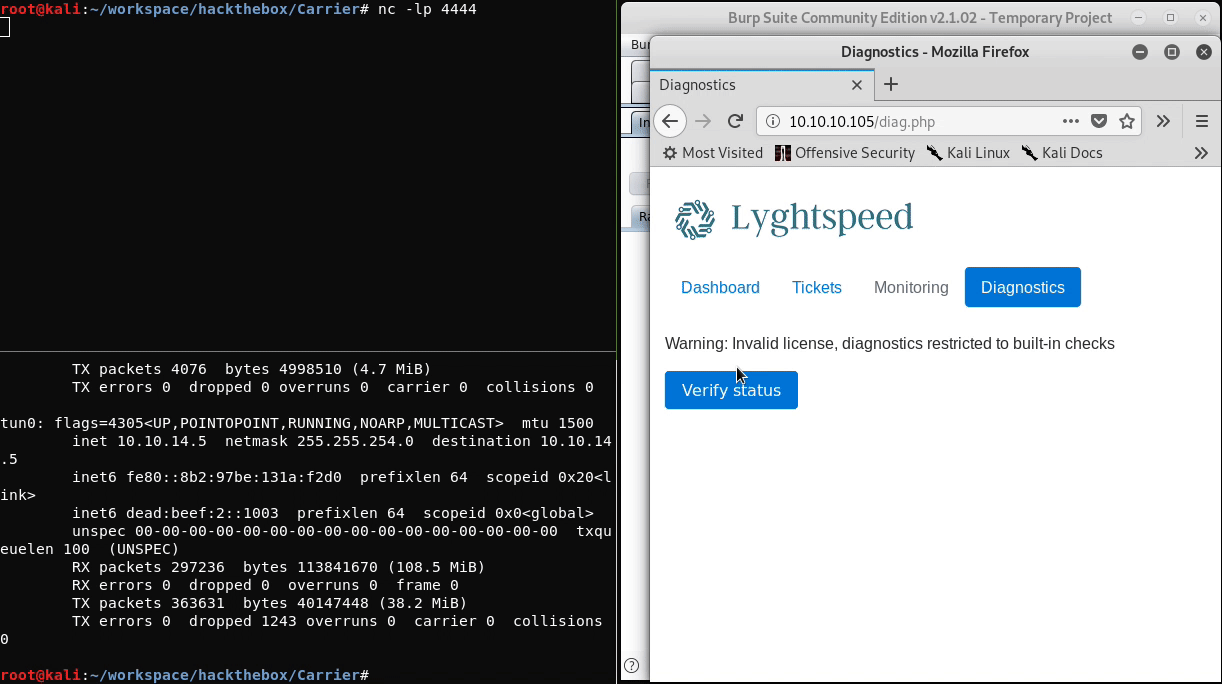 root@kali:~/workspace/hackthebox/Carrier# nc -lp 4444
TX packets 4076  bytes 4998510 (4.7 MiB)
TX errors 0  dropped 0 overruns 0  carrier 0  collisions 0
tun0: flags=4305<UP,POINTOPOINT,RUNNING,NOARP,MULTICAST>  mtu 1500
inet 10.10.14.5  netmask 255.255.254.0  destination 10.10.14
.5
inet6 fe80::8b2:97be:131a:f2d0  prefixlen 64  scopeid 0x20<l
ink>
inet6 dead:beef:2::1003  prefixlen 64  scopeid 0x0<global>
unspec 00-00-00-00-00-00-00-00-00-00-00-00-00-00-00-00  txqu
euelen 100  (UNSPEC)
RX packets 297236  bytes 113841670 (108.5 MiB)
RX errors 0  dropped 0  overruns 0  frame 0
TX packets 363631  bytes 40147448 (38.2 MiB)
TX errors 0  dropped 1243 overruns 0  carrier 0  collisions
0
root@kali:~/workspace/hackthebox/Carrier#
Burp Suite Community Edition v2.1.02 - Temporary Project
Bur
Diagnostics - Mozilla Firefox
Diagnostics
10.10.10.105/diag.php
In
Most Visited Offensive Security Kali Linux Kali Docs
Ra
Lyghtspeed
Dashboard Tickets Monitoring Diagnostics
Warning: Invalid license, diagnostics restricted to built-in checks
Verify status
?